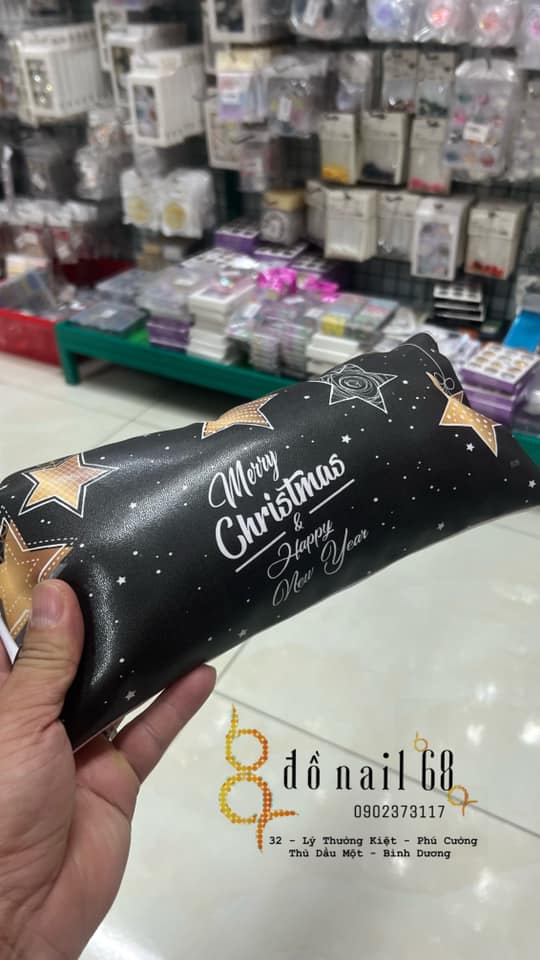 Merry
Christmas
&
Happy
New Year
đồ nail 68
0902373117
32 - Lý Thường Kiệt - Phú Cường
Thủ Dầu Một - Bình Dương